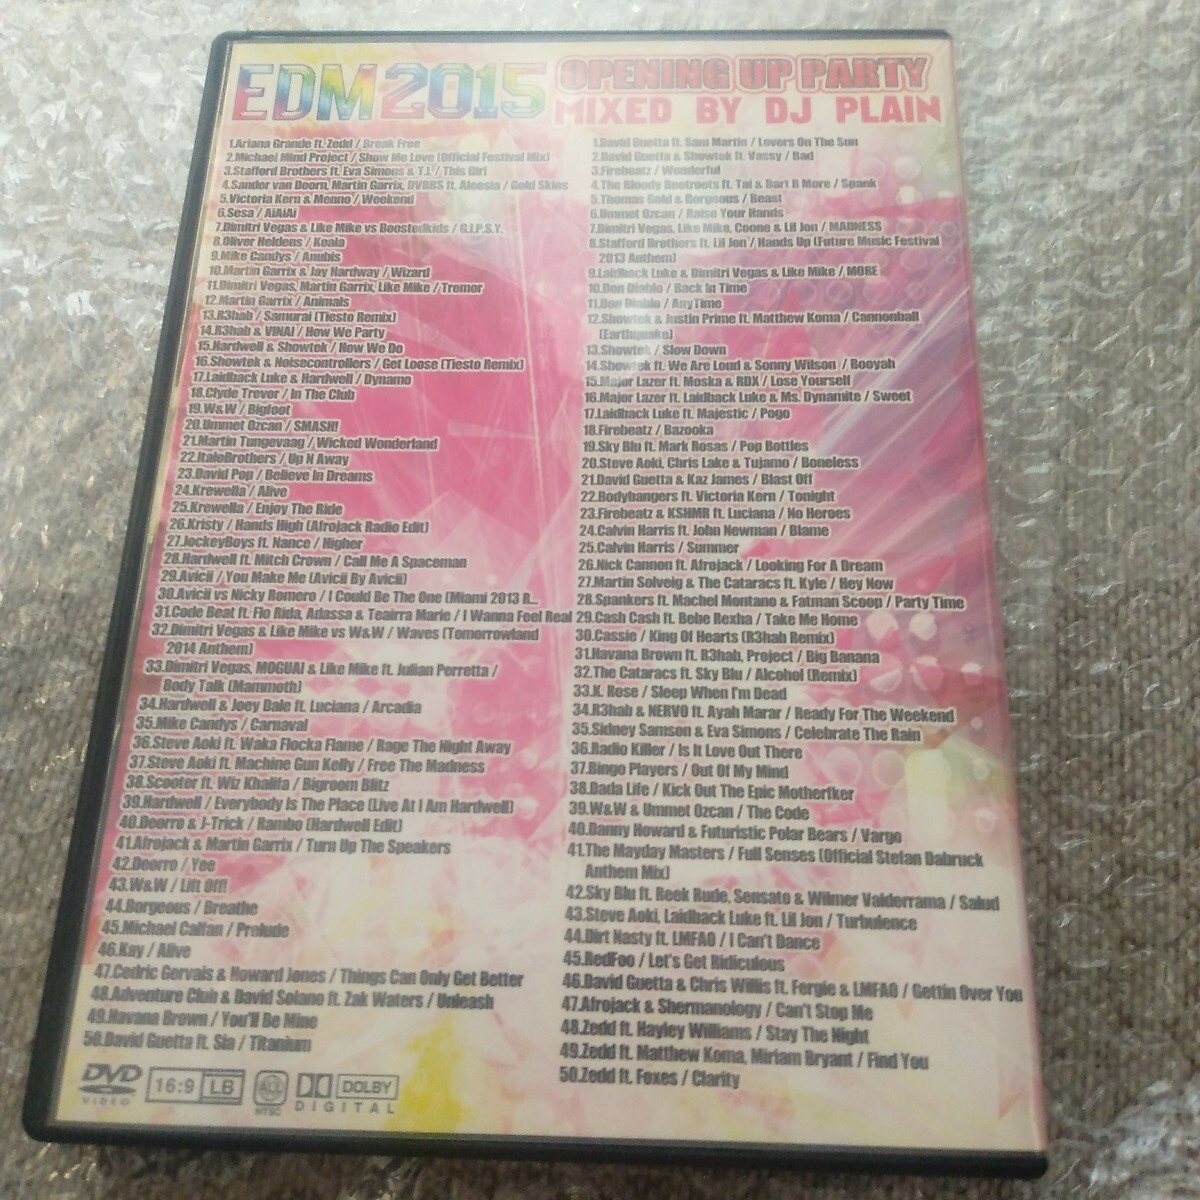 EDM2015 OPENING UP PARTY
MIXED BY DJ PLAIN
1.Ariana Grande ft. Zedd / Break Free
2.Michael Mind Project / Show Me Love (Official Festival Mix)
3.Stafford Brothers ft. Eva Simons & T.I. / This Girl
4.Sander van Doorn, Martin Garrix, DVBBS ft. Aleesia / Gold Skies
5.Victoria Kern & Menno / Weekend
6.Sesa / AiAiAi
7.Dimitri Vegas & Like Mike vs Boostedkids / G.I.P.S.Y.
8.Oliver Heldens / Koala
9.Mike Candys / Anubis
10.Martin Garrix & Jay Hardway / Wizard
11.Dimitri Vegas, Martin Garrix, Like Mike / Tremor
12.Martin Garrix / Animals
13.R3hab / Samurai (Tiesto Remix)
14.R3hab & VINAI / How We Party
15.Hardwell & Showtek / How We Do
16.Showtek & Noisecontrollers / Get Loose (Tiesto Remix)
17.Laidback Luke & Hardwell / Dynamo
18.Clyde Trevor / In The Club
19.W&W / Bigfoot
20.Ummet Ozcan / SMASH!
21.Martin Tungevaag / Wicked Wonderland
22.ItaloBrothers / Up N Away
23.David Pop / Believe In Dreams
24.Krewella / Alive
25.Krewella / Enjoy The Ride
26.Kristy / Hands High (Afrojack Radio Edit)
27.JockeyBoys ft. Nance / Higher
28.Hardwell ft. Mitch Crown / Call Me A Spaceman
29.Avicii / You Make Me (Avicii By Avicii)
30.Avicii vs Nicky Romero / I Could Be The One (Miami 2013 R...
31.Code Beat ft. Flo Rida, Adassa & Teairra Marie / I Wanna Feel Real
32.Dimitri Vegas & Like Mike vs W&W / Waves (Tomorrowland
2014 Anthem)
33.Dimitri Vegas, MOGUAI & Like Mike ft. Julian Perretta /
Body Talk (Mammoth)
34.Hardwell & Joey Dale ft. Luciana / Arcadia
35.Mike Candys / Carnaval
36.Steve Aoki ft. Waka Flocka Flame / Rage The Night Away
37.Steve Aoki ft. Machine Gun Kelly / Free The Madness
38.Scooter ft. Wiz Khalifa / Bigroom Blitz
39.Hardwell / Everybody Is The Place (Live At I Am Hardwell)
40.Deorro & J-Trick / Rambo (Hardwell Edit)
41.Afrojack & Martin Garrix / Turn Up The Speakers
42.Deorro / Yee
43.W&W / Lift Off!
44.Borgeous / Breathe
45.Michael Calfan / Prelude
46.Kay / Alive
47.Cedric Gervais & Howard Jones / Things Can Only Get Better
48.Adventure Club & David Solano ft. Zak Waters / Unleash
49.Havana Brown / You'll Be Mine
50.David Guetta ft. Sia / Titanium
1.David Guetta ft. Sam Martin / Lovers On The Sun
2.David Guetta & Showtek ft. Vassy / Bad
3.Firebeatz / Wonderful
4.The Bloody Beetroots ft. Tai & Bart B More / Spank
5.Thomas Gold & Borgeous / Beast
6.Ummet Ozcan / Raise Your Hands
7.Dimitri Vegas, Like Mike, Coone & Lil Jon / MADNESS
8.Stafford Brothers ft. Lil Jon / Hands Up (Future Music Festival
2013 Anthem)
9.Laidback Luke & Dimitri Vegas & Like Mike / MORE
10.Don Diablo / Back In Time
11.Don Diablo / AnyTime
12.Showtek & Justin Prime ft. Matthew Koma / Cannonball
(Earthquake)
13.Showtek / Slow Down
14.Showtek ft. We Are Loud & Sonny Wilson / Booyah
15.Major Lazer ft. Moska & RDX / Lose Yourself
16.Major Lazer ft. Laidback Luke & Ms. Dynamite / Sweet
17.Laidback Luke ft. Majestic / Pogo
18.Firebeatz / Bazooka
19.Sky Blu ft. Mark Rosas / Pop Bottles
20.Steve Aoki, Chris Lake & Tujamo / Boneless
21.David Guetta & Kaz James / Blast Off
22.Bodybangers ft. Victoria Kern / Tonight
23.Firebeatz & KSHMR ft. Luciana / No Heroes
24.Calvin Harris ft. John Newman / Blame
25.Calvin Harris / Summer
26.Nick Cannon ft. Afrojack / Looking For A Dream
27.Martin Solveig & The Cataracs ft. Kyle / Hey Now
28.Spankers ft. Machel Montano & Fatman Scoop / Party Time
29.Cash Cash ft. Bebe Rexha / Take Me Home
30.Cassie / King Of Hearts (R3hab Remix)
31.Havana Brown ft. R3hab, Project / Big Banana
32.The Cataracs ft. Sky Blu / Alcohol (Remix)
33.K. Rose / Sleep When I'm Dead
34.R3hab & NERVO ft. Ayah Marar / Ready For The Weekend
35.Sidney Samson & Eva Simons / Celebrate The Rain
36.Radio Killer / Is It Love Out There
37.Bingo Players / Out Of My Mind
38.Dada Life / Kick Out The Epic Motherf!ker
39.W&W & Ummet Ozcan / The Code
40.Danny Howard & Futuristic Polar Bears / Vargo
41.The Mayday Masters / Full Senses (Official Stefan Dabruck
Anthem Mix)
42.Sky Blu ft. Reek Rude, Sensato & Wilmer Valderrama / Salud
43.Steve Aoki, Laidback Luke ft. Lil Jon / Turbulence
44.Dirt Nasty ft. LMFAO / I Can't Dance
45.RedFoo / Let's Get Ridiculous
46.David Guetta & Chris Willis ft. Fergie & LMFAO / Gettin Over You
47.Afrojack & Shermanology / Can't Stop Me
48.Zedd ft. Hayley Williams / Stay The Night
49.Zedd ft. Matthew Koma, Miriam Bryant / Find You
50.Zedd ft. Foxes / Clarity
DVD VIDEO 16:9 LB ALL NTSC DOLBY DIGITAL